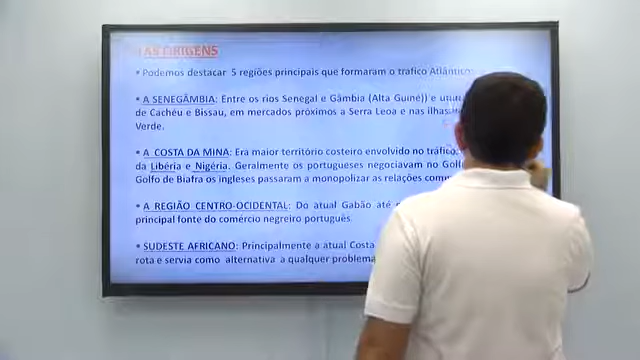 AS ORIGENS
• Podemos destacar 5 regiões principais que formaram o trafico Atlântico
• A SENEGÂMBIA: Entre os rios Senegal e Gâmbia (Alta Guiné)) e
de Cachéu e Bissau, em mercados próximos a Serra Leoa e nas ilhas
Verde.
• A COSTA DA MINA: Era maior território costeiro envolvido no tráfico,
da Libéria e Nigéria. Geralmente os portugueses negociavam no
Golfo de Biafra os ingleses passaram a monopolizar as relações
• A REGIÃO CENTRO-OCIDENTAL: Do atual Gabão até
principal fonte do comércio negreiro português.
• SUDESTE AFRICANO: Principalmente a atual Costa
rota e servia como alternativa a qualquer problema